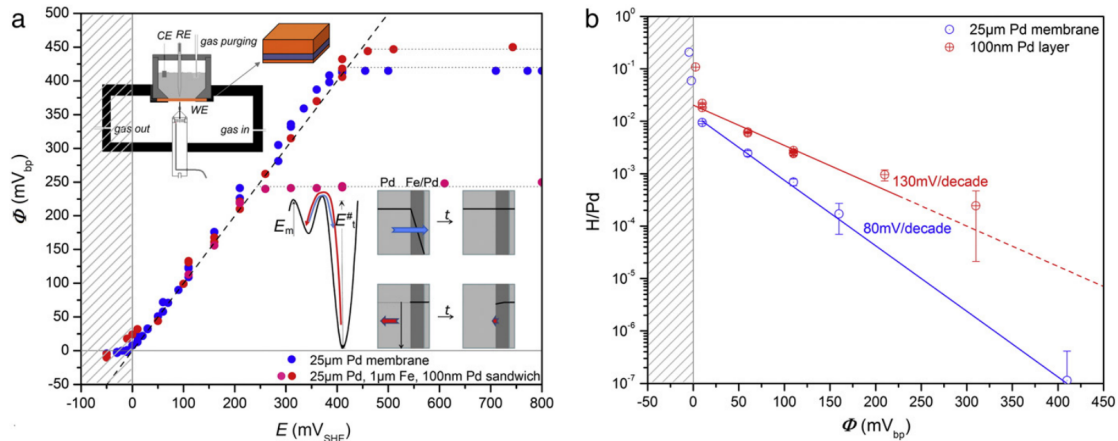 a
b
CE RE gas purging
WE
gas out
gas in
Φ (mV_bp)
500
450
400
350
300
250
200
150
100
50
0
50
Pd Fe/Pd
t
E_m
E^#_t
t
25µm Pd membrane
25µm Pd, 1µm Fe, 100nm Pd sandwich
-100 0 100 200 300 400 500 600 700 800
E (mV_SHE)
H/Pd
10^0
10^-1
10^-2
10^-3
10^-4
10^-5
10^-6
10^-7
25µm Pd membrane
100nm Pd layer
130mV/decade
80mV/decade
-50 0 50 100 150 200 250 300 350 400 450
Φ (mV_bp)